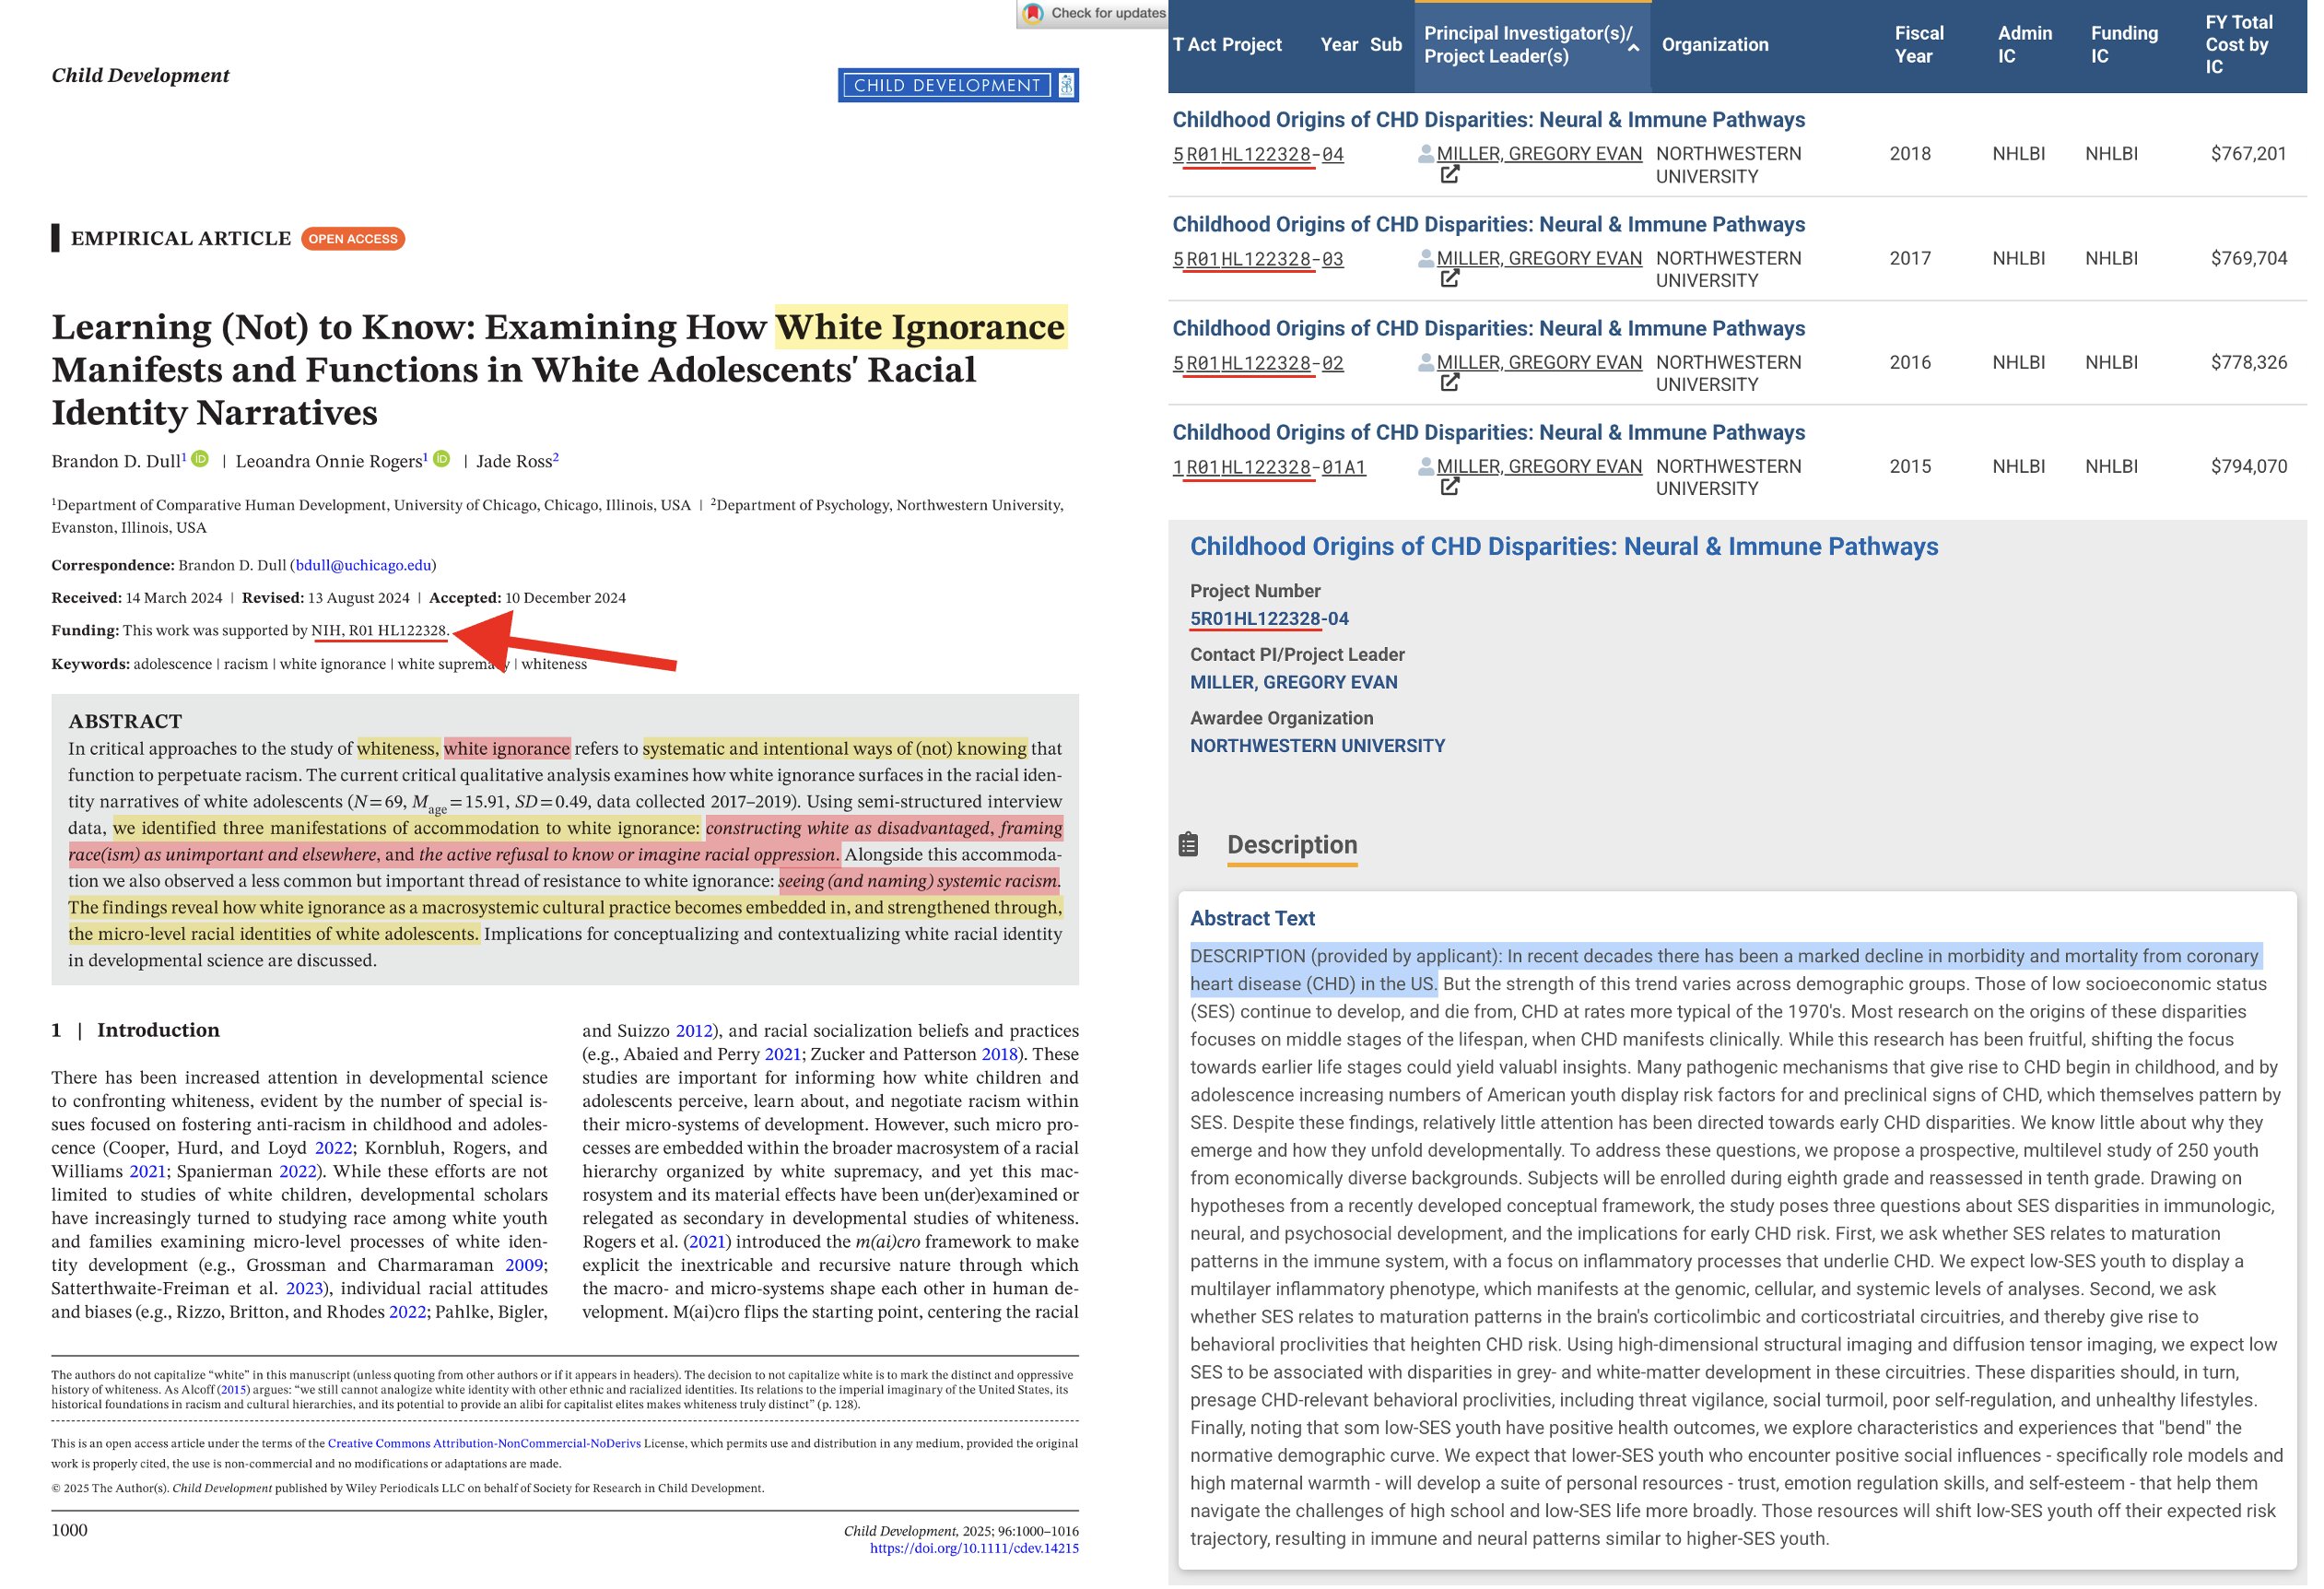 Check for updates
Child Development
CHILD DEVELOPMENT
EMPIRICAL ARTICLE OPEN ACCESS
Learning (Not) to Know: Examining How White Ignorance
Manifests and Functions in White Adolescents' Racial
Identity Narratives
Brandon D. Dull1 iD | Leoandra Onnie Rogers1 iD | Jade Ross2
1Department of Comparative Human Development, University of Chicago, Chicago, Illinois, USA | 2Department of Psychology, Northwestern University,
Evanston, Illinois, USA
Correspondence: Brandon D. Dull (bdull@uchicago.edu)
Received: 14 March 2024 | Revised: 13 August 2024 | Accepted: 10 December 2024
Funding: This work was supported by NIH, R01 HL122328.
Keywords: adolescence | racism | white ignorance | white supremacy | whiteness
ABSTRACT
In critical approaches to the study of whiteness, white ignorance refers to systematic and intentional ways of (not) knowing that
function to perpetuate racism. The current critical qualitative analysis examines how white ignorance surfaces in the racial iden-
tity narratives of white adolescents (N=69, Mage=15.91, SD=0.49, data collected 2017–2019). Using semi-structured interview
data, we identified three manifestations of accommodation to white ignorance: constructing white as disadvantaged, framing
race(ism) as unimportant and elsewhere, and the active refusal to know or imagine racial oppression. Alongside this accommoda-
tion we also observed a less common but important thread of resistance to white ignorance: seeing (and naming) systemic racism.
The findings reveal how white ignorance as a macrosystemic cultural practice becomes embedded in, and strengthened through,
the micro-level racial identities of white adolescents. Implications for conceptualizing and contextualizing white racial identity
in developmental science are discussed.
1 | Introduction
There has been increased attention in developmental science
to confronting whiteness, evident by the number of special is-
sues focused on fostering anti-racism in childhood and adoles-
cence (Cooper, Hurd, and Loyd 2022; Kornbluh, Rogers, and
Williams 2021; Spanierman 2022). While these efforts are not
limited to studies of white children, developmental scholars
have increasingly turned to studying race among white youth
and families examining micro-level processes of white iden-
tity development (e.g., Grossman and Charmaraman 2009;
Satterthwaite-Freiman et al. 2023), individual racial attitudes
and biases (e.g., Rizzo, Britton, and Rhodes 2022; Pahlke, Bigler,
and Suizzo 2012), and racial socialization beliefs and practices
(e.g., Abaied and Perry 2021; Zucker and Patterson 2018). These
studies are important for informing how white children and
adolescents perceive, learn about, and negotiate racism within
their micro-systems of development. However, such micro pro-
cesses are embedded within the broader macrosystem of a racial
hierarchy organized by white supremacy, and yet this mac-
rosystem and its material effects have been un(der)examined or
relegated as secondary in developmental studies of whiteness.
Rogers et al. (2021) introduced the m(ai)cro framework to make
explicit the inextricable and recursive nature through which
the macro- and micro-systems shape each other in human de-
velopment. M(ai)cro flips the starting point, centering the racial
The authors do not capitalize “white” in this manuscript (unless quoting from other authors or if it appears in headers). The decision to not capitalize white is to mark the distinct and oppressive
history of whiteness. As Alcoff (2015) argues: “we still cannot analogize white identity with other ethnic and racialized identities. Its relations to the imperial imaginary of the United States, its
historical foundations in racism and cultural hierarchies, and its potential to provide an alibi for capitalist elites makes whiteness truly distinct” (p. 128).
This is an open access article under the terms of the Creative Commons Attribution-NonCommercial-NoDerivs License, which permits use and distribution in any medium, provided the original
work is properly cited, the use is non-commercial and no modifications or adaptations are made.
© 2025 The Author(s). Child Development published by Wiley Periodicals LLC on behalf of Society for Research in Child Development.
1000
Child Development, 2025; 96:1000–1016
https://doi.org/10.1111/cdev.14215
T Act Project Year Sub Principal Investigator(s)/ Project Leader(s) Organization Fiscal Year Admin IC Funding IC FY Total Cost by IC
Childhood Origins of CHD Disparities: Neural & Immune Pathways
5 R01 HL122328-04 MILLER, GREGORY EVAN NORTHWESTERN UNIVERSITY 2018 NHLBI NHLBI $767,201
Childhood Origins of CHD Disparities: Neural & Immune Pathways
5 R01 HL122328-03 MILLER, GREGORY EVAN NORTHWESTERN UNIVERSITY 2017 NHLBI NHLBI $769,704
Childhood Origins of CHD Disparities: Neural & Immune Pathways
5 R01 HL122328-02 MILLER, GREGORY EVAN NORTHWESTERN UNIVERSITY 2016 NHLBI NHLBI $778,326
Childhood Origins of CHD Disparities: Neural & Immune Pathways
1 R01 HL122328-01A1 MILLER, GREGORY EVAN NORTHWESTERN UNIVERSITY 2015 NHLBI NHLBI $794,070
Childhood Origins of CHD Disparities: Neural & Immune Pathways
Project Number
5R01HL122328-04
Contact PI/Project Leader
MILLER, GREGORY EVAN
Awardee Organization
NORTHWESTERN UNIVERSITY
Description
Abstract Text
DESCRIPTION (provided by applicant): In recent decades there has been a marked decline in morbidity and mortality from coronary
heart disease (CHD) in the US. But the strength of this trend varies across demographic groups. Those of low socioeconomic status
(SES) continue to develop, and die from, CHD at rates more typical of the 1970's. Most research on the origins of these disparities
focuses on middle stages of the lifespan, when CHD manifests clinically. While this research has been fruitful, shifting the focus
towards earlier life stages could yield valuabl insights. Many pathogenic mechanisms that give rise to CHD begin in childhood, and by
adolescence increasing numbers of American youth display risk factors for and preclinical signs of CHD, which themselves pattern by
SES. Despite these findings, relatively little attention has been directed towards early CHD disparities. We know little about why they
emerge and how they unfold developmentally. To address these questions, we propose a prospective, multilevel study of 250 youth
from economically diverse backgrounds. Subjects will be enrolled during eighth grade and reassessed in tenth grade. Drawing on
hypotheses from a recently developed conceptual framework, the study poses three questions about SES disparities in immunologic,
neural, and psychosocial development, and the implications for early CHD risk. First, we ask whether SES relates to maturation
patterns in the immune system, with a focus on inflammatory processes that underlie CHD. We expect low-SES youth to display a
multilayer inflammatory phenotype, which manifests at the genomic, cellular, and systemic levels of analyses. Second, we ask
whether SES relates to maturation patterns in the brain's corticolimbic and corticostriatal circuitries, and thereby give rise to
behavioral proclivities that heighten CHD risk. Using high-dimensional structural imaging and diffusion tensor imaging, we expect low
SES to be associated with disparities in grey- and white-matter development in these circuitries. These disparities should, in turn,
presage CHD-relevant behavioral proclivities, including threat vigilance, social turmoil, poor self-regulation, and unhealthy lifestyles.
Finally, noting that som low-SES youth have positive health outcomes, we explore characteristics and experiences that "bend" the
normative demographic curve. We expect that lower-SES youth who encounter positive social influences - specifically role models and
high maternal warmth - will develop a suite of personal resources - trust, emotion regulation skills, and self-esteem - that help them
navigate the challenges of high school and low-SES life more broadly. Those resources will shift low-SES youth off their expected risk
trajectory, resulting in immune and neural patterns similar to higher-SES youth.